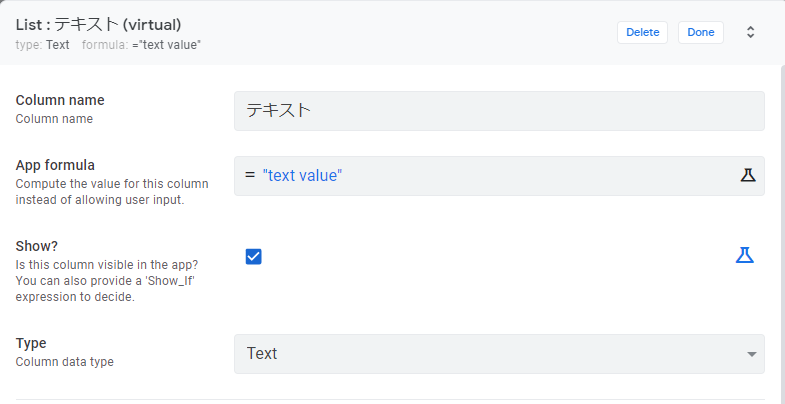 List : テキスト (virtual)
type: Text formula: ="text value"
Delete
Done
Column name
Column name
テキスト
App formula
Compute the value for this column
instead of allowing user input.
= "text value"
Show?
Is this column visible in the app?
You can also provide a 'Show_If'
expression to decide.
Type
Column data type
Text